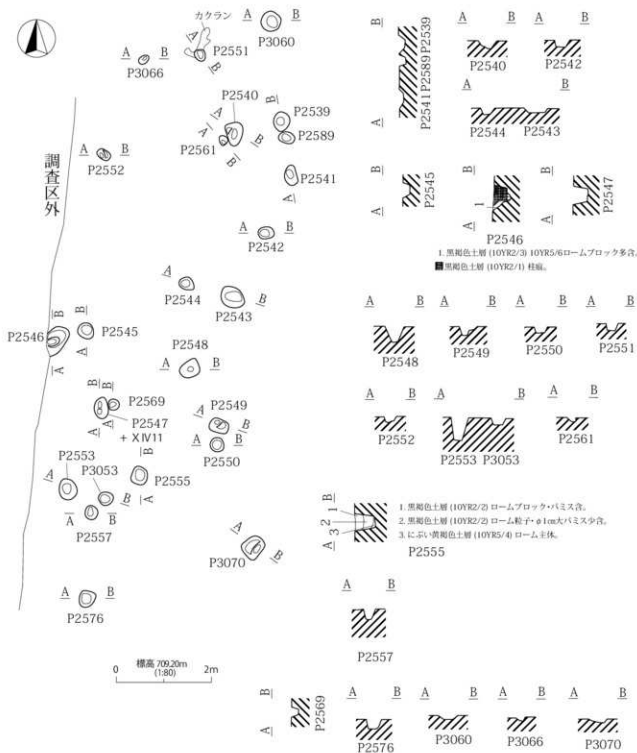 カクラン
A B
P3060
A
P2551
B
A B
P3066
P2540
A
P2561
B
B
P2539
P2589
P2541
A
A B
P2552
調査区外
A B
P2542
A
P2544
B
P2543
B
P2546
A
B
P2545
A
P2548
A B
B
B
P2569
A A
P2547
+ XⅣ11
P2549
A B
A B
P2550
P2553
A
P3053
B
B
P2555
A
A B
P2557
A
P3070
B
A B
P2576
標高 709.20m
(1:80)
0 2m
B
A
P2541 P2589 P2539
A B
P2540
A B
P2542
A B
P2544 P2543
B
A
P2545
B
A
1
P2546
B
A
P2547
1. 黒褐色土層 (10YR2/3) 10YR5/6ロームブロック多含。
黒褐色土層 (10YR2/1) 柱痕。
A B
P2548
A B
P2549
A B
P2550
A B
P2551
A B
P2552
A B
P2553 P3053
A B
P2561
B
A
1
2
3
P2555
1. 黒褐色土層 (10YR2/2) ロームブロック・パミス含。
2. 黒褐色土層 (10YR2/2) ローム粒子・φ1㎝大パミス少含。
3. にぶい黄褐色土層 (10YR5/4) ローム主体。
A B
P2557
B
A
P2569
A B
P2576
A B
P3060
A B
P3066
A B
P3070